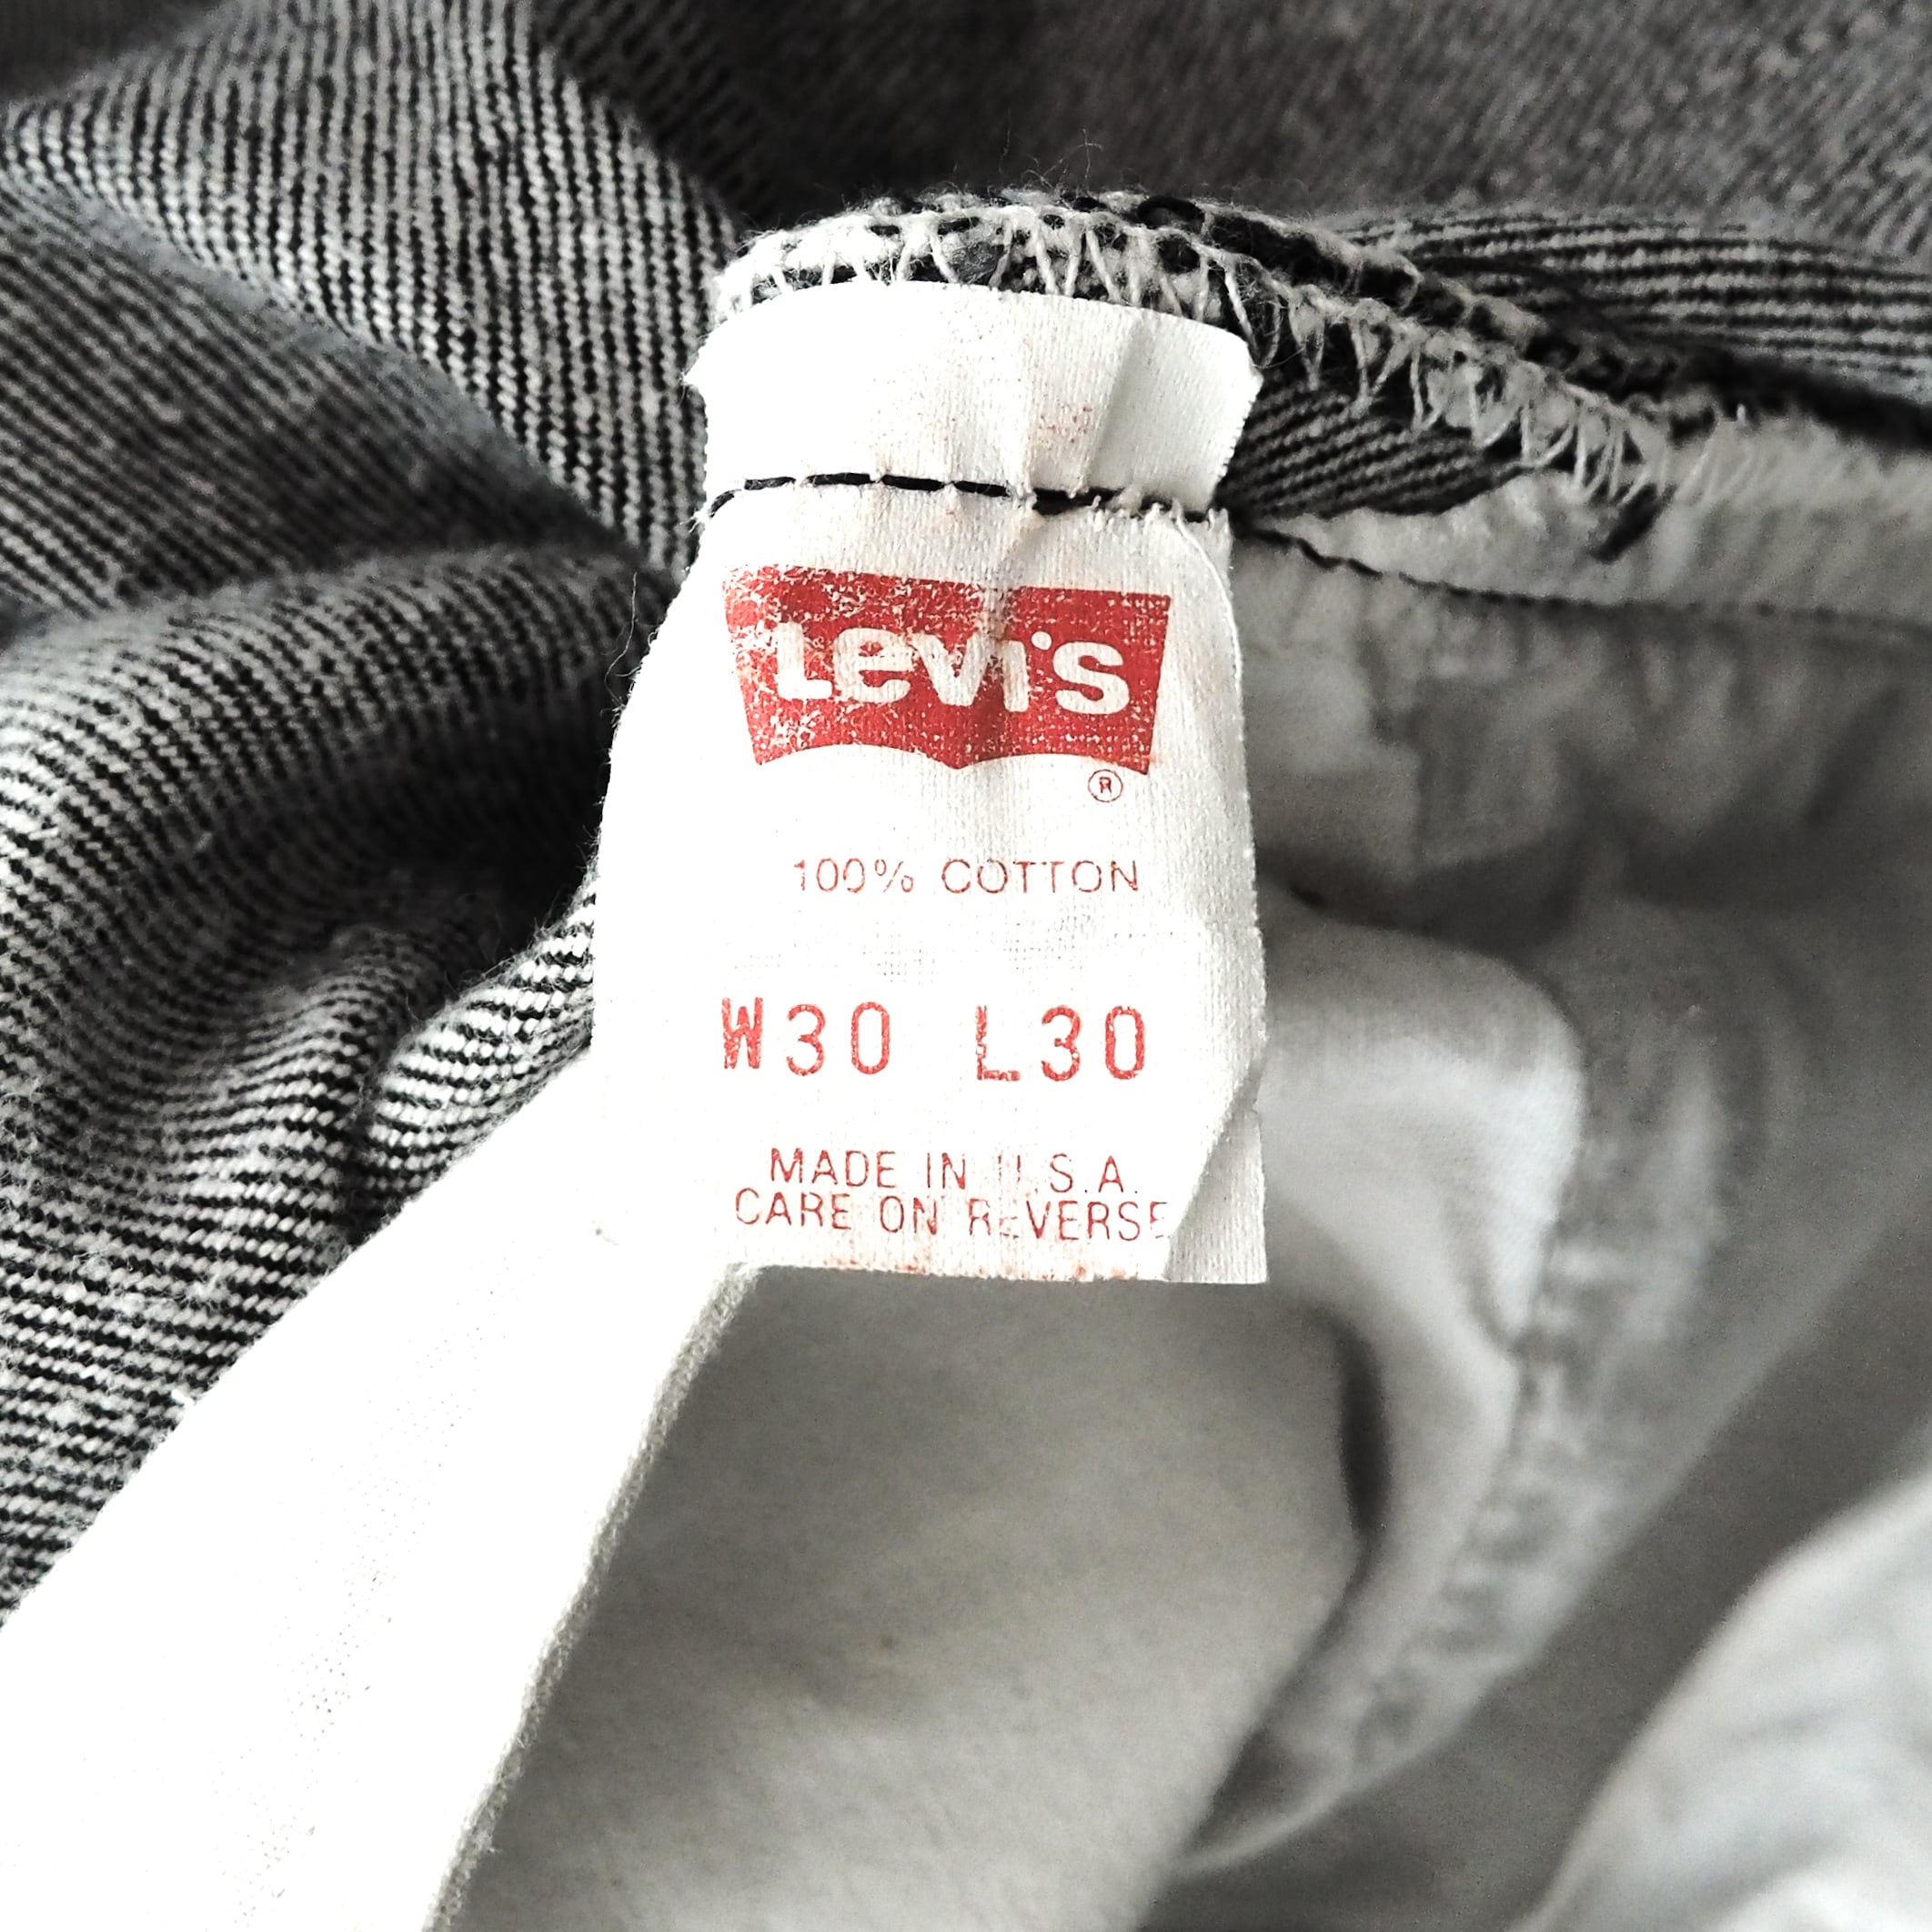 Levi's
®
100% COTTON
W30 L30
MADE IN U.S.A.
CARE ON REVERSE